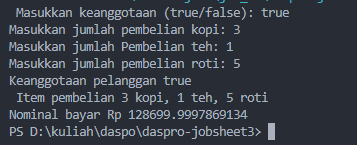 Masukkan keanggotaan (true/false): true
Masukkan jumlah pembelian kopi: 3
Masukkan jumlah Pembelian teh: 1
Masukkan jumlah pembelian roti: 5
Keanggotaan pelanggan true
Item pembelian 3 kopi, 1 teh, 5 roti
Nominal bayar Rp 128699.9997869134
PS D:\kuliah\daspo\daspro-jobsheet3>